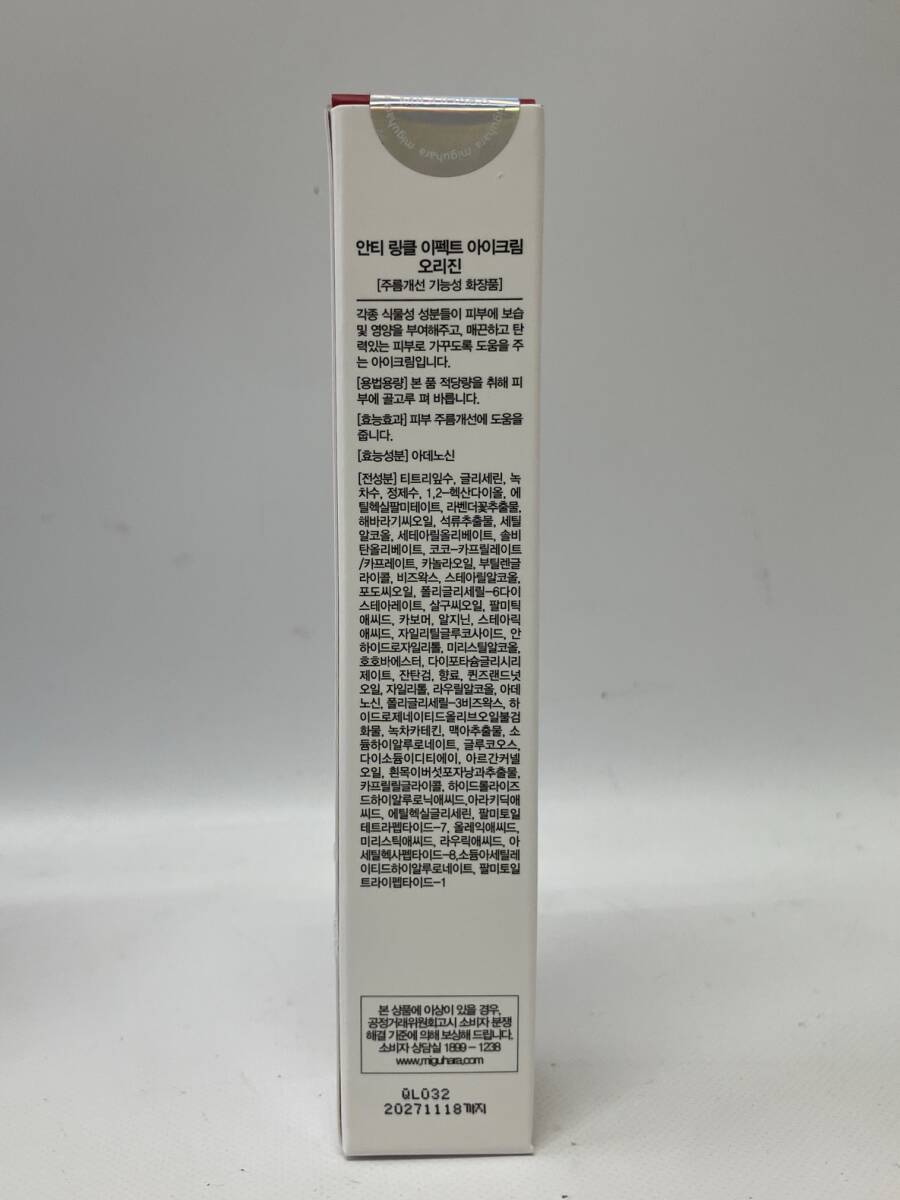 miguhara miguhara
안티 링클 이펙트 아이크림
오리진
[주름개선 기능성 화장품]
각종 식물성 성분들이 피부에 보습
및 영양을 부여해주고, 매끈하고 탄
력있는 피부로 가꾸도록 도움을 주
는 아이크림입니다.
[용법용량] 본 품 적당량을 취해 피
부에 골고루 펴 바릅니다.
[효능효과] 피부 주름개선에 도움을
줍니다.
[효능성분] 아데노신
[전성분] 티트리잎수, 글리세린, 녹
차수, 정제수, 1,2-헥산다이올, 에
틸헥실팔미테이트, 라벤더꽃추출물,
해바라기씨오일, 석류추출물, 세틸
알코올, 세테아릴올리베이트, 솔비
탄올리베이트, 코코-카프릴레이트
/카프레이트, 카놀라오일, 부틸렌글
라이콜, 비즈왁스, 스테아릴알코올,
포도씨오일, 폴리글리세릴-6다이
스테아레이트, 살구씨오일, 팔미틱
애씨드, 카보머, 알지닌, 스테아릭
애씨드, 자일리틸글루코사이드, 안
하이드로자일리톨, 미리스틸알코올,
호호바에스터, 다이포타슘글리시리
제이트, 잔탄검, 향료, 퀸즈랜드넛
오일, 자일리톨, 라우릴알코올, 아데
노신, 폴리글리세릴-3비즈왁스, 하
이드로제네이티드올리브오일불검
화물, 녹차카테킨, 맥아추출물, 소
듐하이알루로네이트, 글루코오스,
다이소듐이디티에이, 아르간커넬
오일, 흰목이버섯포자낭과추출물,
카프릴릴글라이콜, 하이드롤라이즈
드하이알루로닉애씨드,아라키딕애
씨드, 에틸헥실글리세린, 팔미토일
테트라펩타이드-7, 올레익애씨드,
미리스틱애씨드, 라우릭애씨드, 아
세틸헥사펩타이드-8,소듐아세틸레
이티드하이알루로네이트, 팔미토일
트라이펩타이드-1
본 상품에 이상이 있을 경우,
공정거래위원회고시 소비자 분쟁
해결 기준에 의해 보상해 드립니다.
소비자 상담실 1899 - 1238
www.miguhara.com
QL032
20271118까지